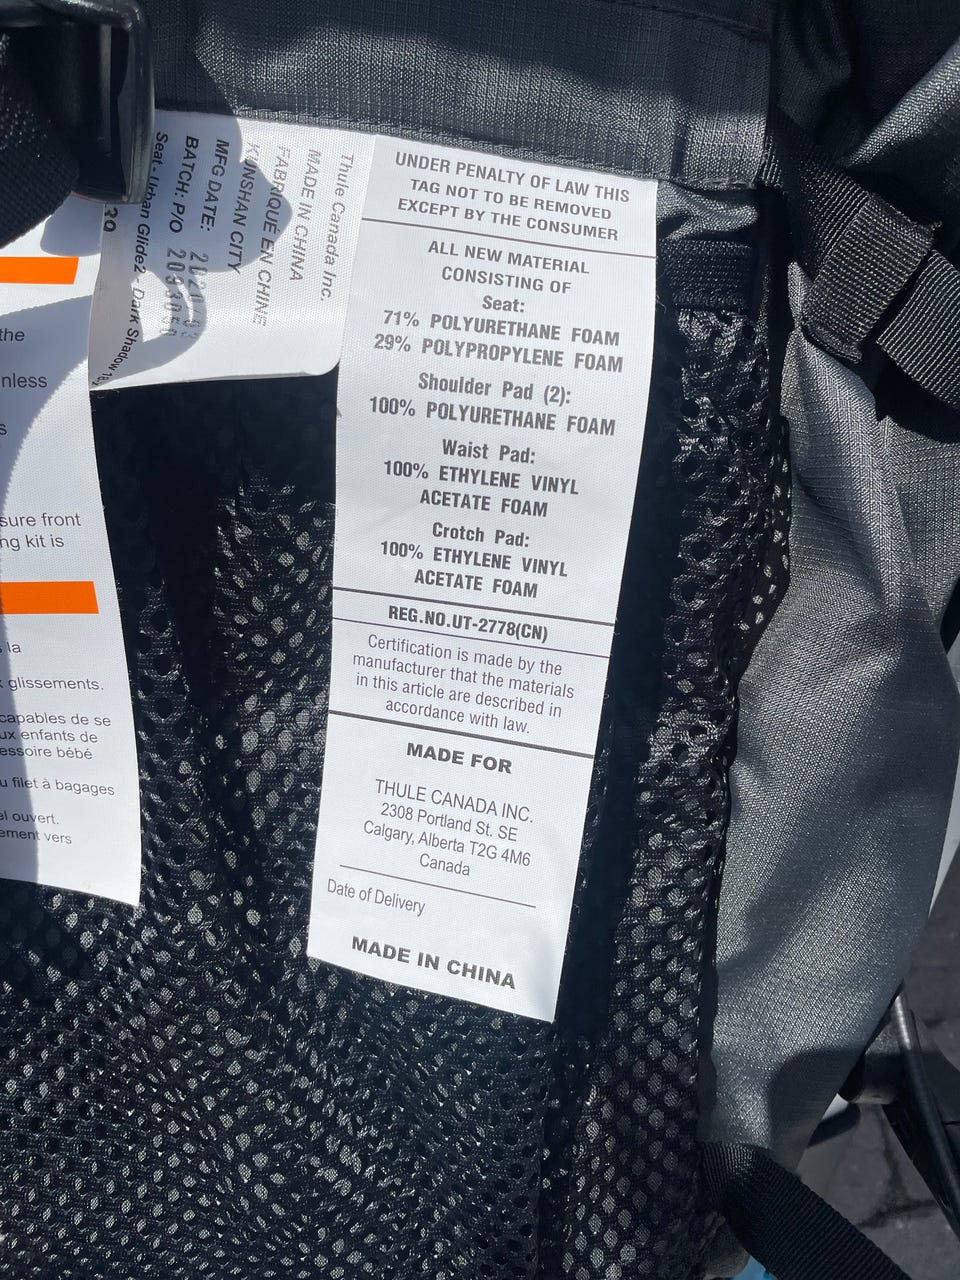 the
nless
s
sure front
ng kit is
la
glissements.
capables de se
ux enfants de
essoire bébé
u filet à bagages
el ouvert.
ement vers
Thule Canada Inc.
MADE IN CHINA
FABRIQUE EN CHINE
KUNSHAN CITY
MFG DATE:
BATCH: P/O
Seat - Urban Glide2 - Dark Shadow
UNDER PENALTY OF LAW THIS
TAG NOT TO BE REMOVED
EXCEPT BY THE CONSUMER
ALL NEW MATERIAL
CONSISTING OF
Seat:
71% POLYURETHANE FOAM
29% POLYPROPYLENE FOAM
Shoulder Pad (2):
100% POLYURETHANE FOAM
Waist Pad:
100% ETHYLENE VINYL
ACETATE FOAM
Crotch Pad:
100% ETHYLENE VINYL
ACETATE FOAM
REG.NO.UT-2778(CN)
Certification is made by the
manufacturer that the materials
in this article are described in
accordance with law.
MADE FOR
THULE CANADA INC.
2308 Portland St. SE
Calgary, Alberta T2G 4M6
Canada
Date of Delivery
MADE IN CHINA